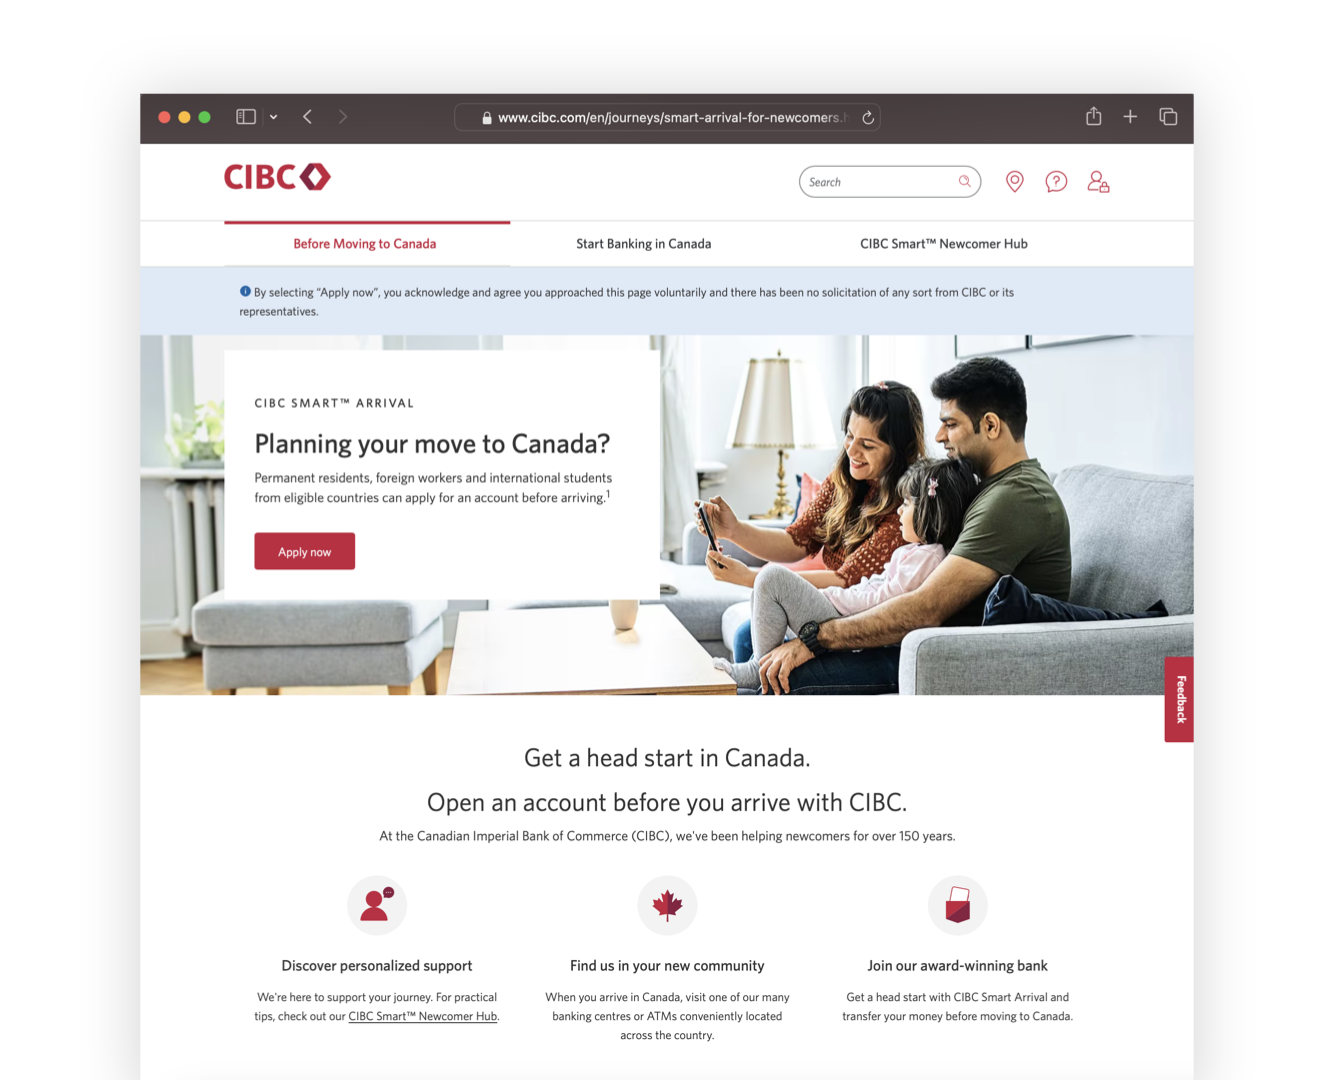 www.cibc.com/en/journeys/smart-arrival-for-newcomers.h
CIBC
Search
Before Moving to Canada
Start Banking in Canada
CIBC Smart™ Newcomer Hub
By selecting “Apply now”, you acknowledge and agree you approached this page voluntarily and there has been no solicitation of any sort from CIBC or its
representatives.
CIBC SMART™ ARRIVAL
Planning your move to Canada?
Permanent residents, foreign workers and international students
from eligible countries can apply for an account before arriving.1
Apply now
Feedback
Get a head start in Canada.
Open an account before you arrive with CIBC.
At the Canadian Imperial Bank of Commerce (CIBC), we've been helping newcomers for over 150 years.
Discover personalized support
We're here to support your journey. For practical
tips, check out our CIBC Smart™ Newcomer Hub.
Find us in your new community
When you arrive in Canada, visit one of our many
banking centres or ATMs conveniently located
across the country.
Join our award-winning bank
Get a head start with CIBC Smart Arrival and
transfer your money before moving to Canada.